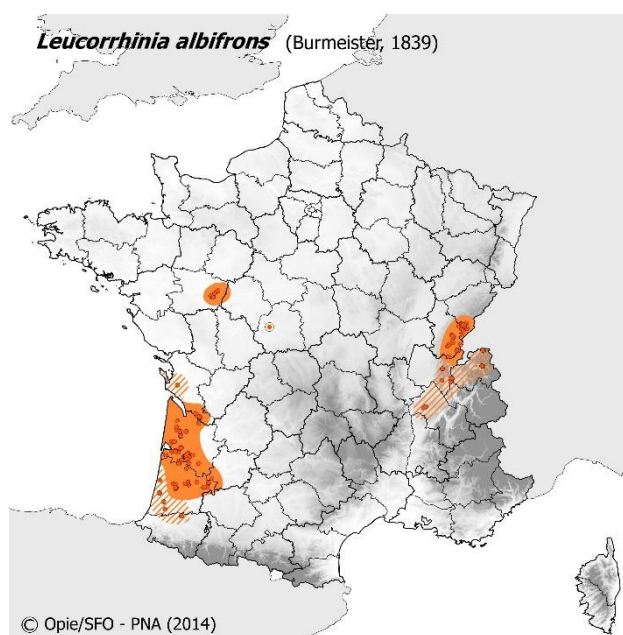 Leucorrhinia albifrons (Burmeister, 1839)
© Opie/SFO - PNA (2014)